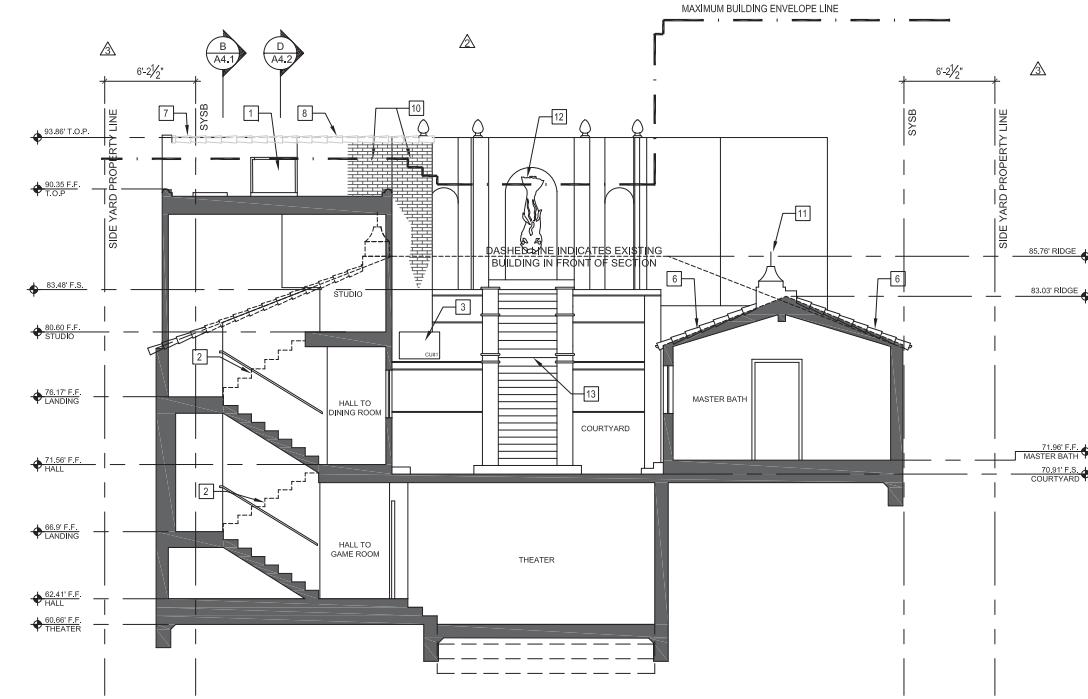 MAXIMUM BUILDING ENVELOPE LINE
3
B
A4.1
D
A4.2
2
3
6'-2½"
6'-2½"
7
1
8
10
12
SYSB
SYSB
SIDE YARD PROPERTY LINE
SIDE YARD PROPERTY LINE
93.86' T.O.P.
90.35 F.F.
T.O.P
11
DASHED LINE INDICATES EXISTING
BUILDING IN FRONT OF SECTION
85.76' RIDGE
83.48' F.S.
STUDIO
83.03' RIDGE
6
6
3
80.60 F.F.
STUDIO
CU#1
2
76.17' F.F.
LANDING
HALL TO
DINING ROOM
13
MASTER BATH
COURTYARD
71.56' F.F.
HALL
71.96' F.F.
MASTER BATH
70.91' F.S.
COURTYARD
2
66.9' F.F.
LANDING
HALL TO
GAME ROOM
THEATER
62.41' F.F.
HALL
60.66' F.F.
THEATER